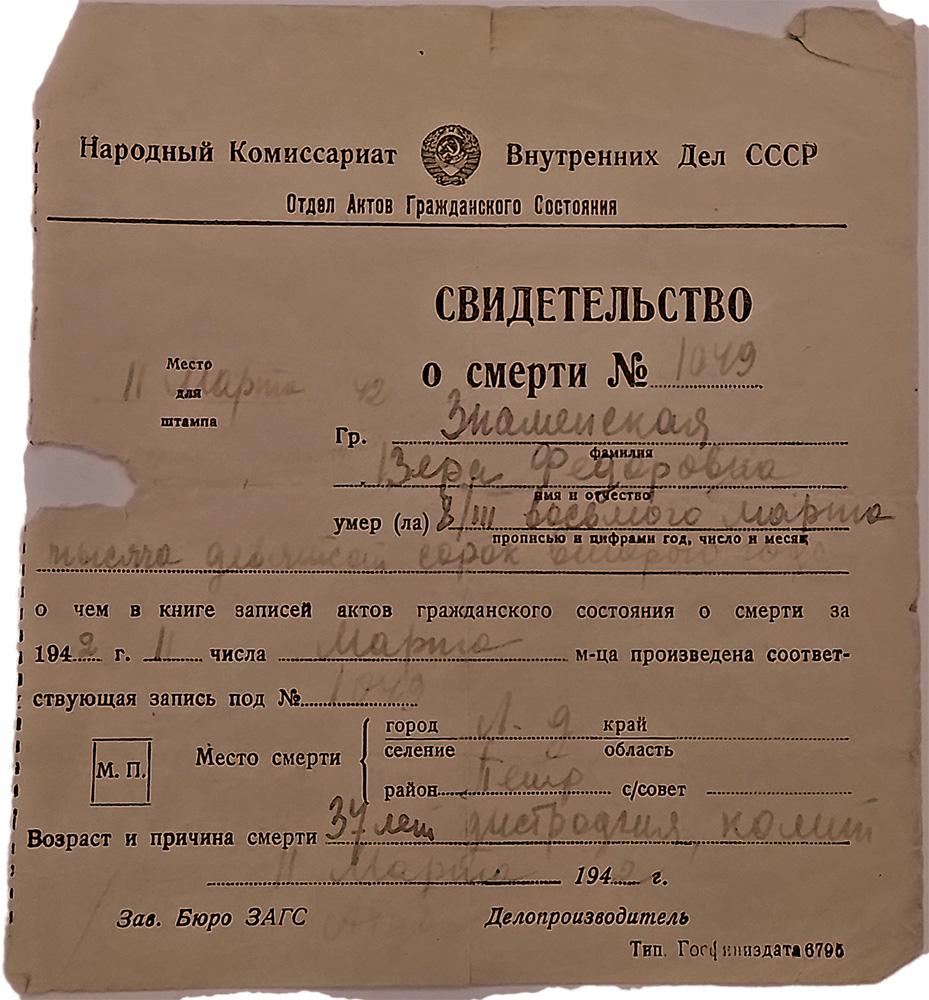 Народный Комиссариат Внутренних Дел СССР
Отдел Актов Гражданского Состояния
СВИДЕТЕЛЬСТВО
о смерти № 1049
Место
для
штампа
11 Марта 42
Гр. Знаменская
фамилия
Вера Федоровна
имя и отчество
умер (ла) 8/III восьмого марта
прописью и цифрами год, число и месяц
тысяча девятьсот сорок второго года
о чем в книге записей актов гражданского состояния о смерти за
1942 г. 11 числа Марта м-ца произведена соответ-
ствующая запись под № 1049
Место смерти
город Л-д край
селение область
район Петр с/совет
М. П.
Возраст и причина смерти 37 лет дистрофия, колит
11 Марта 1942 г.
Зав. Бюро ЗАГС Делопроизводитель
Тип. Госфиниздата 6795